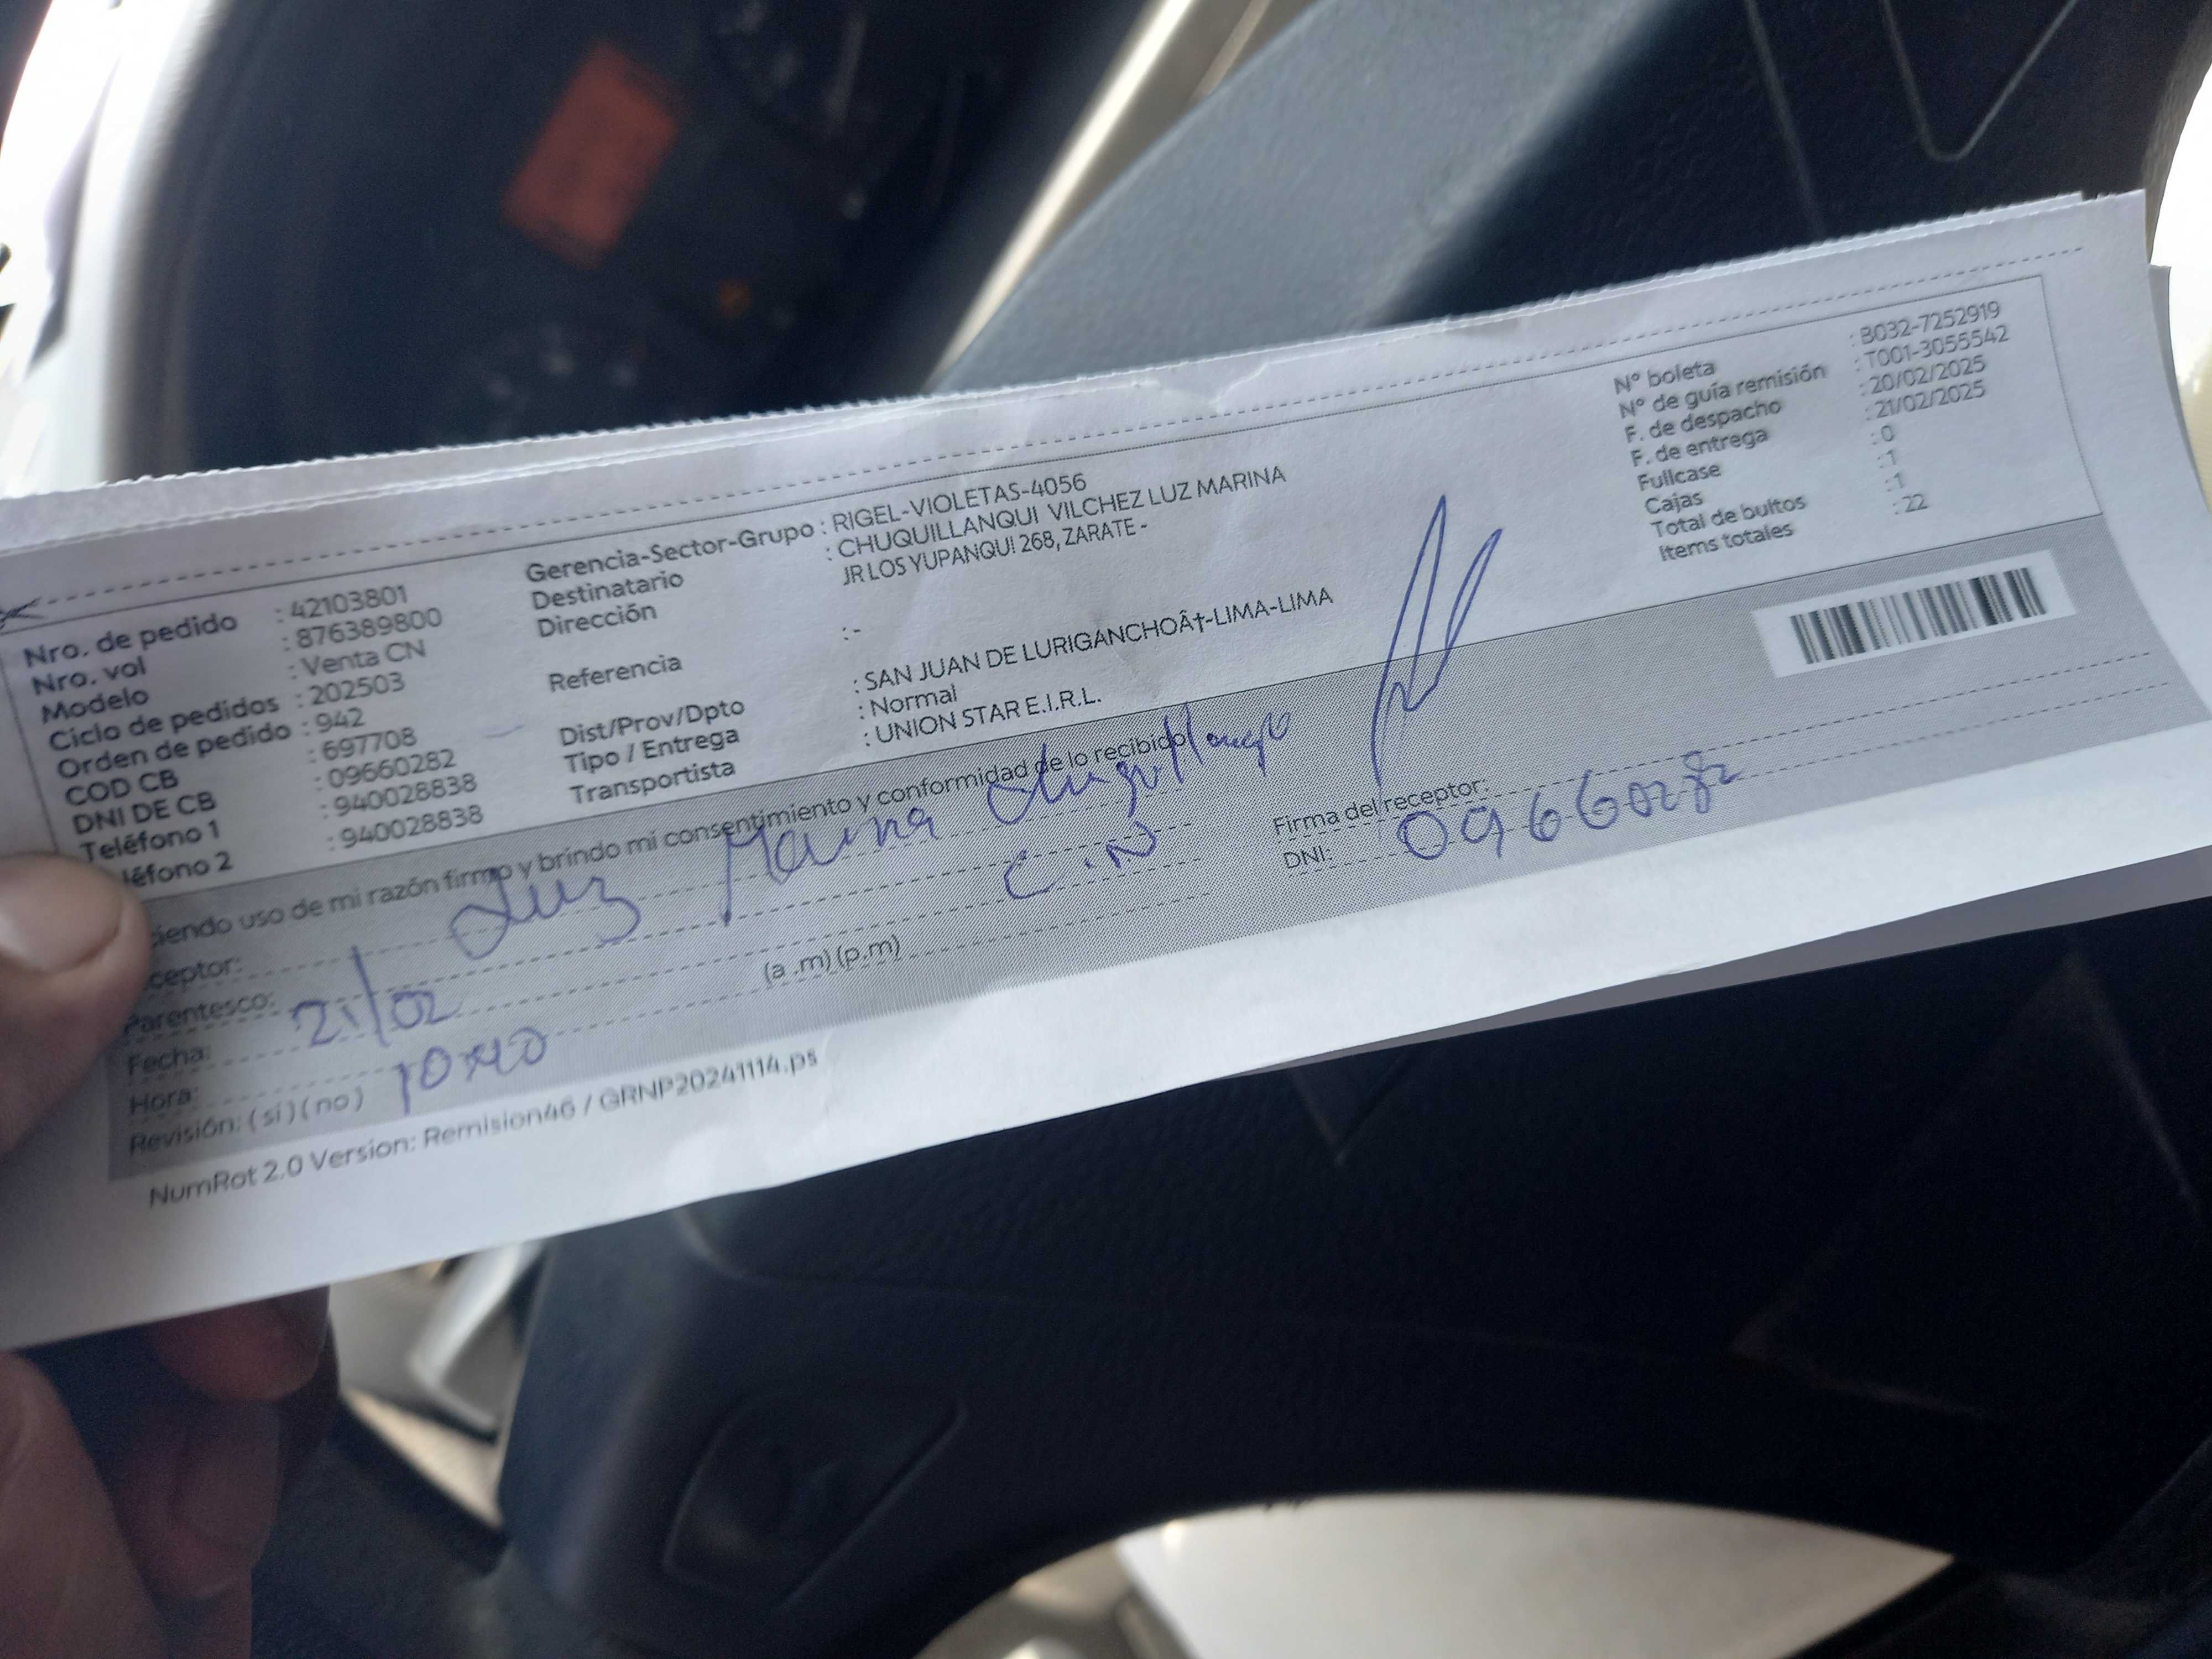 Nro. de pedido : 42103801
Nro. vol : 876389800
Modelo : Venta CN
Ciclo de pedidos : 202503
Orden de pedido : 942
COD CB : 697708
DNI DE CB : 09660282
Teléfono 1 : 940028838
léfono 2 : 940028838
Gerencia-Sector-Grupo : RIGEL-VIOLETAS-4056
Destinatario : CHUQUILLANQUI VILCHEZ LUZ MARINA
Dirección JR LOS YUPANQUI 268, ZARATE -
Referencia :-
Dist/Prov/Dpto : SAN JUAN DE LURIGANCHOÂ†-LIMA-LIMA
Tipo / Entrega : Normal
Transportista : UNION STAR E.I.R.L.
N° boleta : B032-7252919
N° de guía remisión : T001-3055542
F. de despacho : 20/02/2025
F. de entrega : 21/02/2025
Fullcase : 0
Cajas : 1
Total de bultos : 1
Items totales : 22
ciendo uso de mi razón firmo y brindo mi consentimiento y conformidad de lo recibido
ceptor: Luz Marina
Parentesco: C.N
Fecha: 21/02
Hora: 10:40 (a .m) (p.m)
Revisión: ( si ) ( no )
Firma del receptor:
DNI: 09660282
NumRot 2.0 Version: Remision46 / GRNP20241114.ps